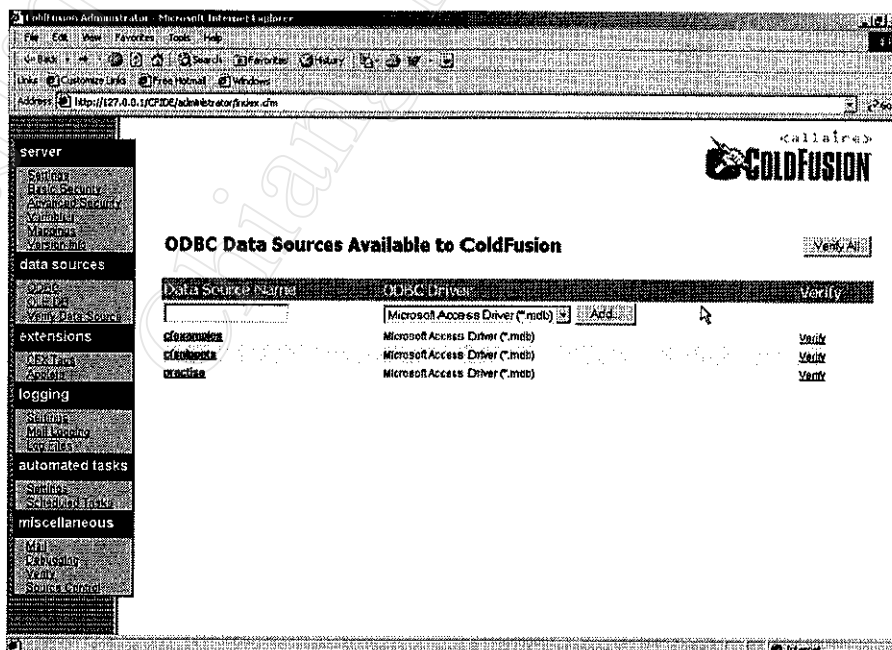 ColdFusion Administrator - Microsoft Internet Explorer
File Edit View Favorites Tools Help
Back Search Favorites History
Links Customize Links Free Hotmail Windows
Address http://127.0.0.1/CFIDE/administrator/index.cfm
<allaire>
COLDFUSION
server
Settings
Basic Security
Advanced Security
Variables
Mappings
Version Info
data sources
ODBC
OLE DB
Verify Data Source
extensions
CFX Tags
Applets
logging
Settings
Mail Logging
Log Files
automated tasks
Settings
Scheduled Tasks
miscellaneous
Mail
Debugging
Verify
Source Control
ODBC Data Sources Available to ColdFusion
Verify All
Data Source Name ODBC Driver Verify
Microsoft Access Driver (*.mdb) Add...
cfexamples Microsoft Access Driver (*.mdb) Verify
cfsnippets Microsoft Access Driver (*.mdb) Verify
practise Microsoft Access Driver (*.mdb) Verify